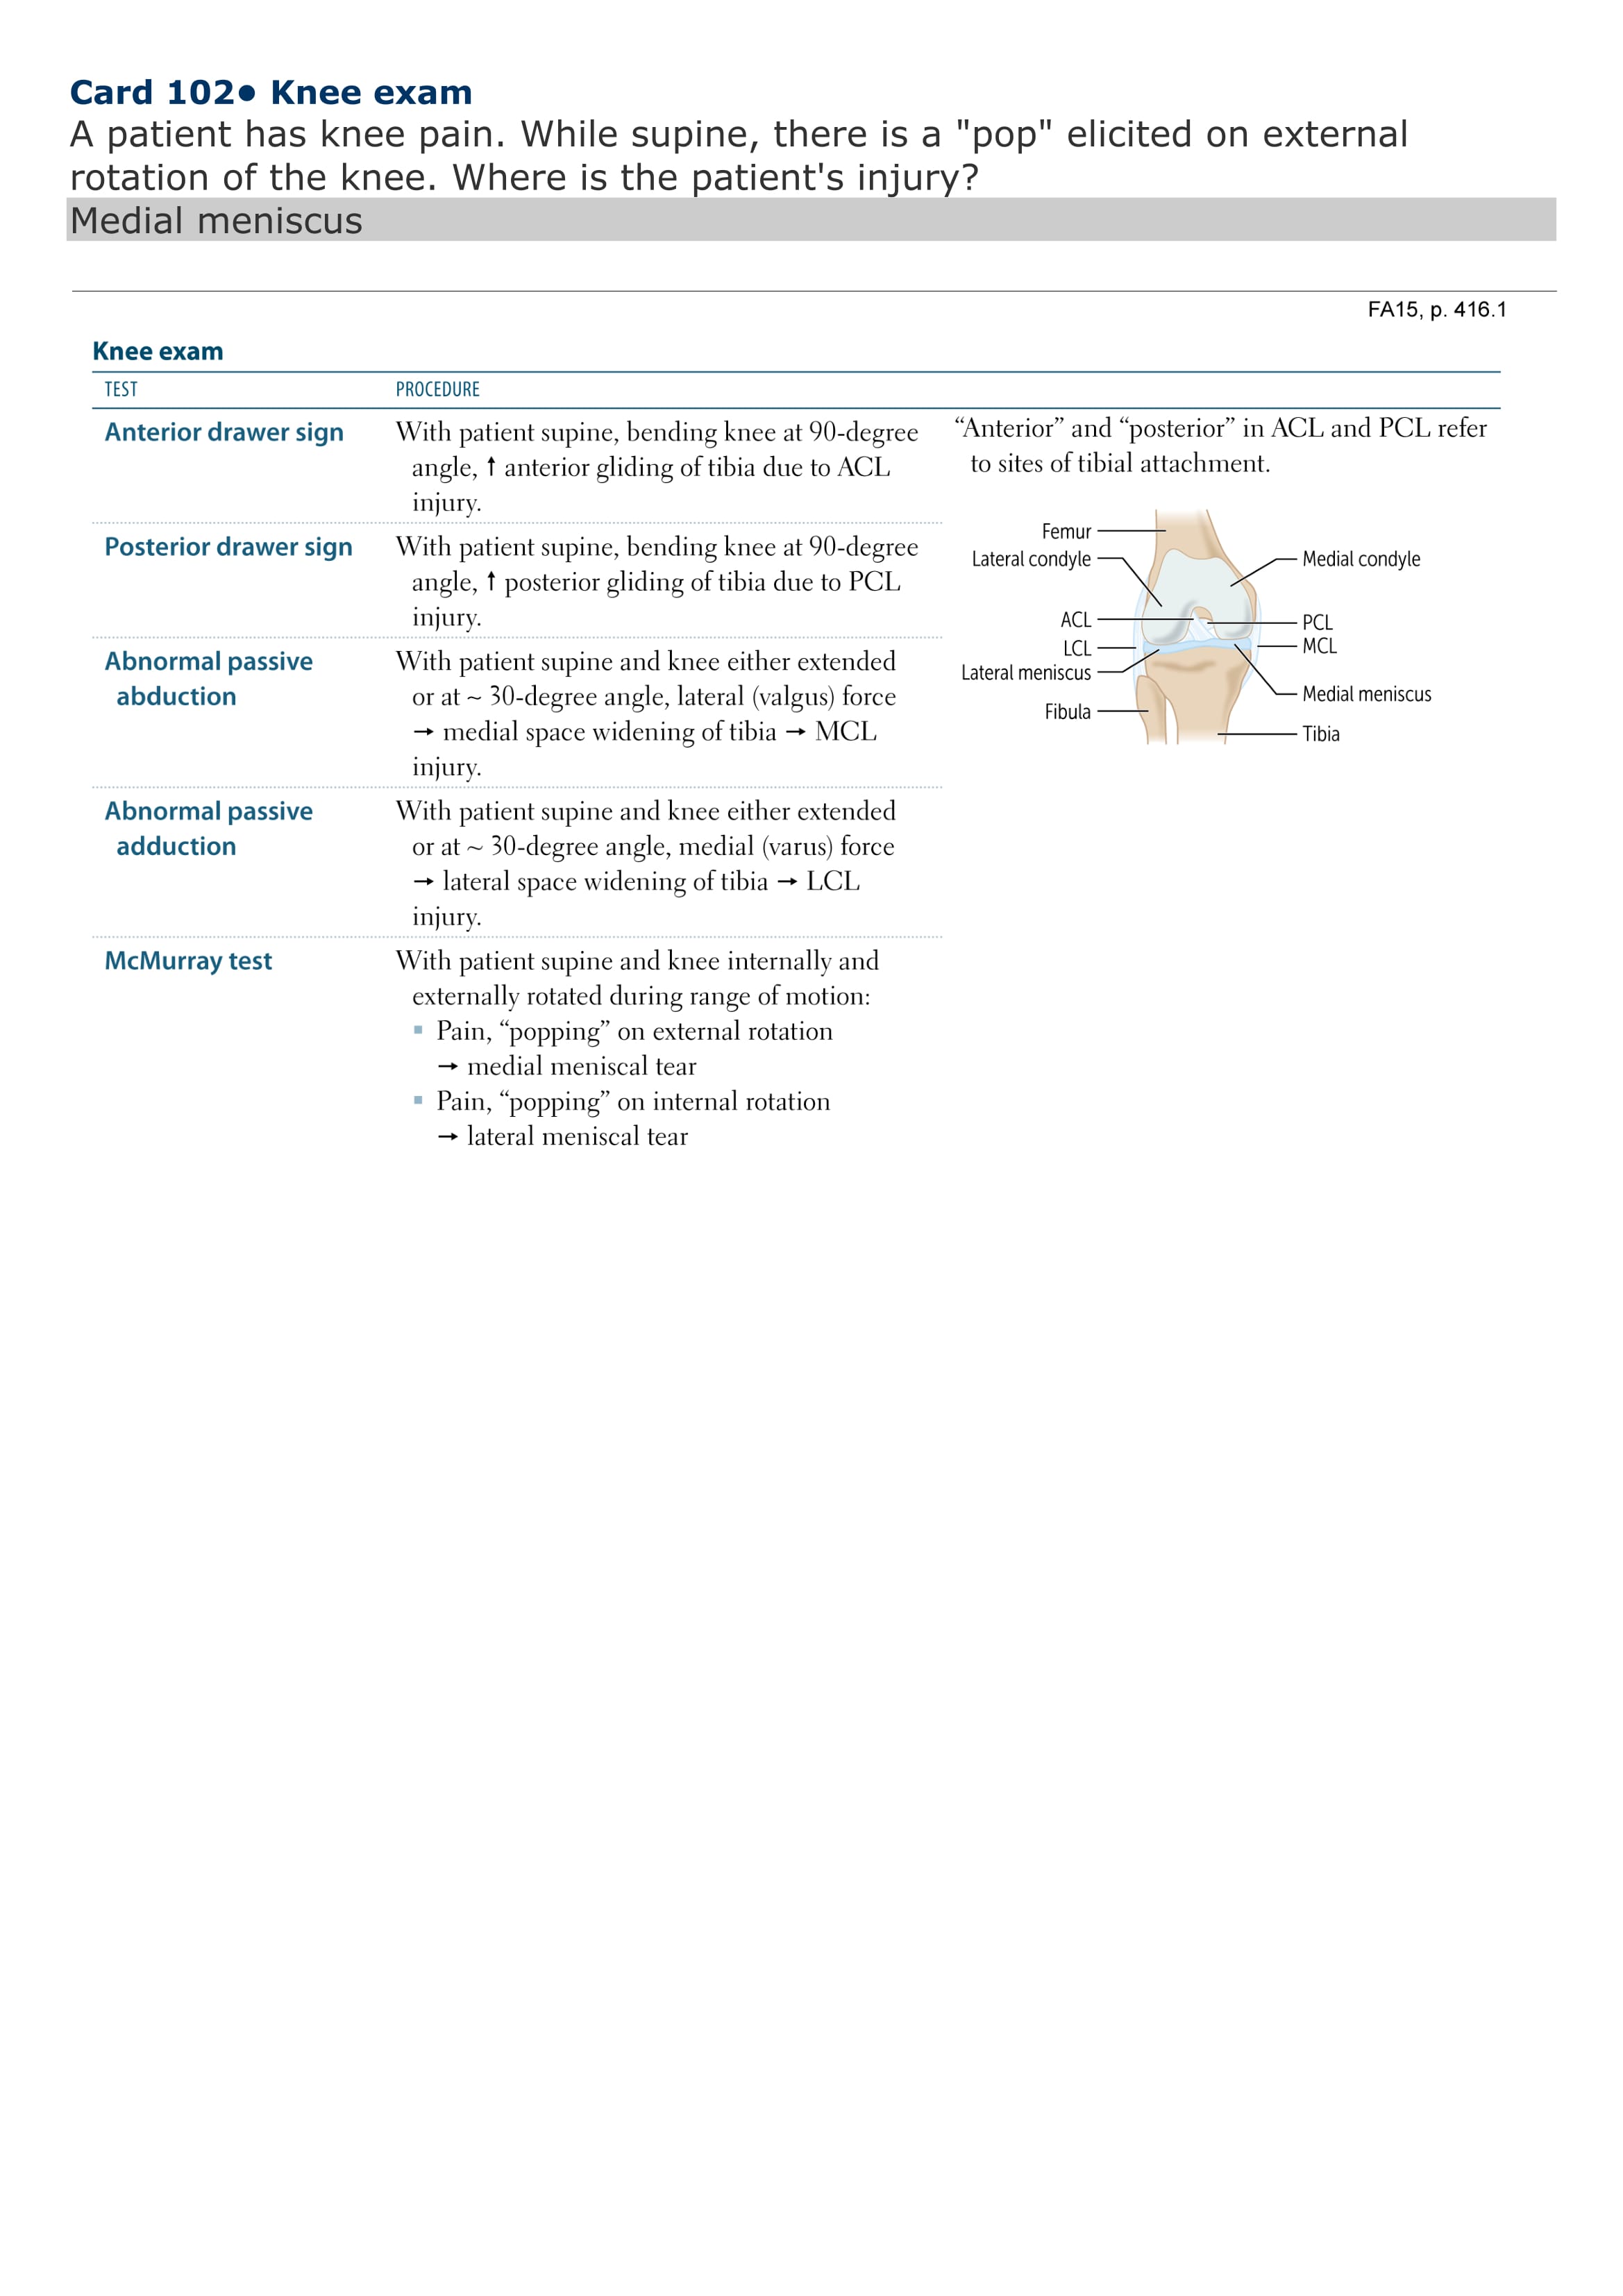 Card 102● Knee exam
A patient has knee pain. While supine, there is a "pop" elicited on external
rotation of the knee. Where is the patient's injury?
Medial meniscus
FA15, p. 416.1
Knee exam
TEST PROCEDURE
Anterior drawer sign
With patient supine, bending knee at 90-degree
angle, ↑ anterior gliding of tibia due to ACL
injury.
Posterior drawer sign
With patient supine, bending knee at 90-degree
angle, ↑ posterior gliding of tibia due to PCL
injury.
Abnormal passive
abduction
With patient supine and knee either extended
or at ~ 30-degree angle, lateral (valgus) force
→ medial space widening of tibia → MCL
injury.
Abnormal passive
adduction
With patient supine and knee either extended
or at ~ 30-degree angle, medial (varus) force
→ lateral space widening of tibia → LCL
injury.
McMurray test
With patient supine and knee internally and
externally rotated during range of motion:
▪ Pain, “popping” on external rotation
→ medial meniscal tear
▪ Pain, “popping” on internal rotation
→ lateral meniscal tear
“Anterior” and “posterior” in ACL and PCL refer
to sites of tibial attachment.
Femur
Lateral condyle
ACL
LCL
Lateral meniscus
Fibula
Medial condyle
PCL
MCL
Medial meniscus
Tibia